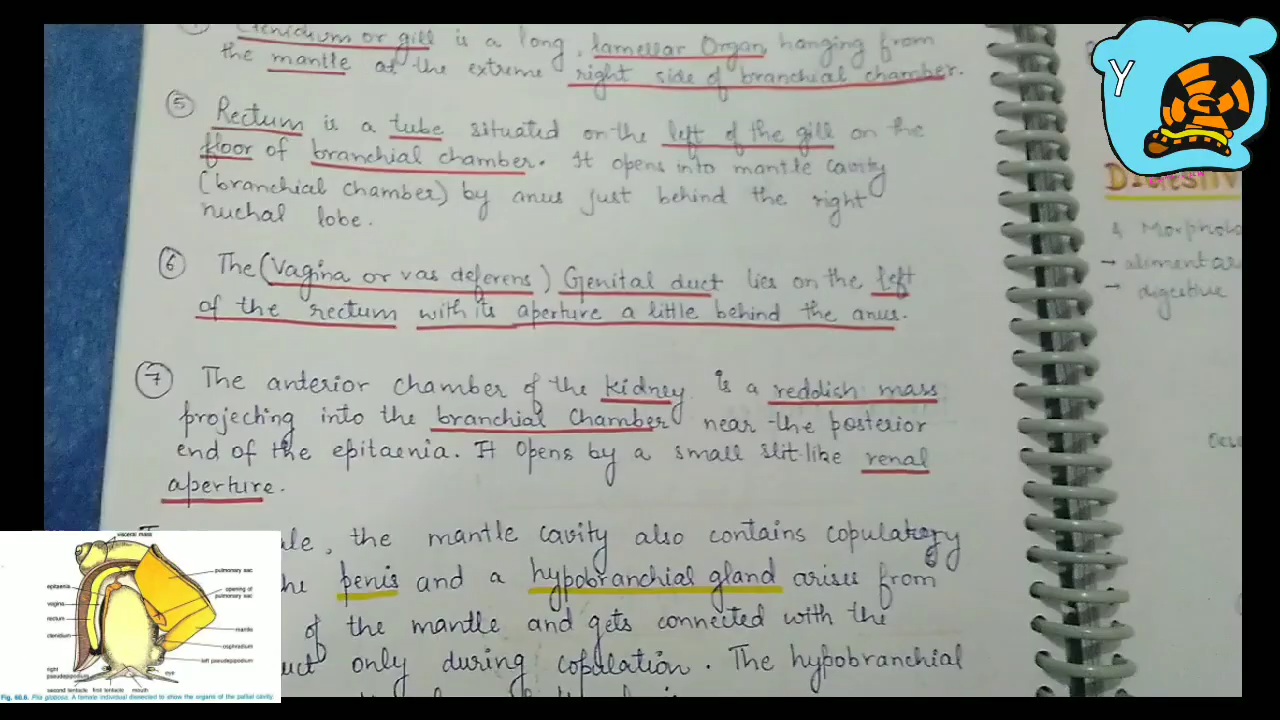 Ctenidium or gill is a long, lamellar Organ hanging from
the mantle at the extreme right side of branchial chamber.
5 Rectum is a tube situated on the left of the gill on the
floor of branchial chamber. It opens into mantle cavity
(branchial chamber) by anus just behind the right
nuchal lobe.
6 The (Vagina or vas deferens) Genital duct lies on the left
of the rectum with its aperture a little behind the anus.
7 The anterior chamber of the kidney is a reddish mass
projecting into the branchial chamber near the posterior
end of the epitaenia. It opens by a small slit-like renal
aperture.
the mantle cavity also contains copulatory
penis and a hypobranchial gland arises from
of the mantle and gets connected with the
only during copulation. The hypobranchial
Y
Morpholo
→ alimentar
→ digestive
visceral mass
pulmonary sac
epitaenia
opening of
pulmonary sac
vagina
rectum
mantle
ctenidium
osphradium
left pseudepipodium
right
pseudepipodium
eye
second tentacle first tentacle mouth
Fig. 60.6. Pila globosa. A female individual dissected to show the organs of the pallial cavity.